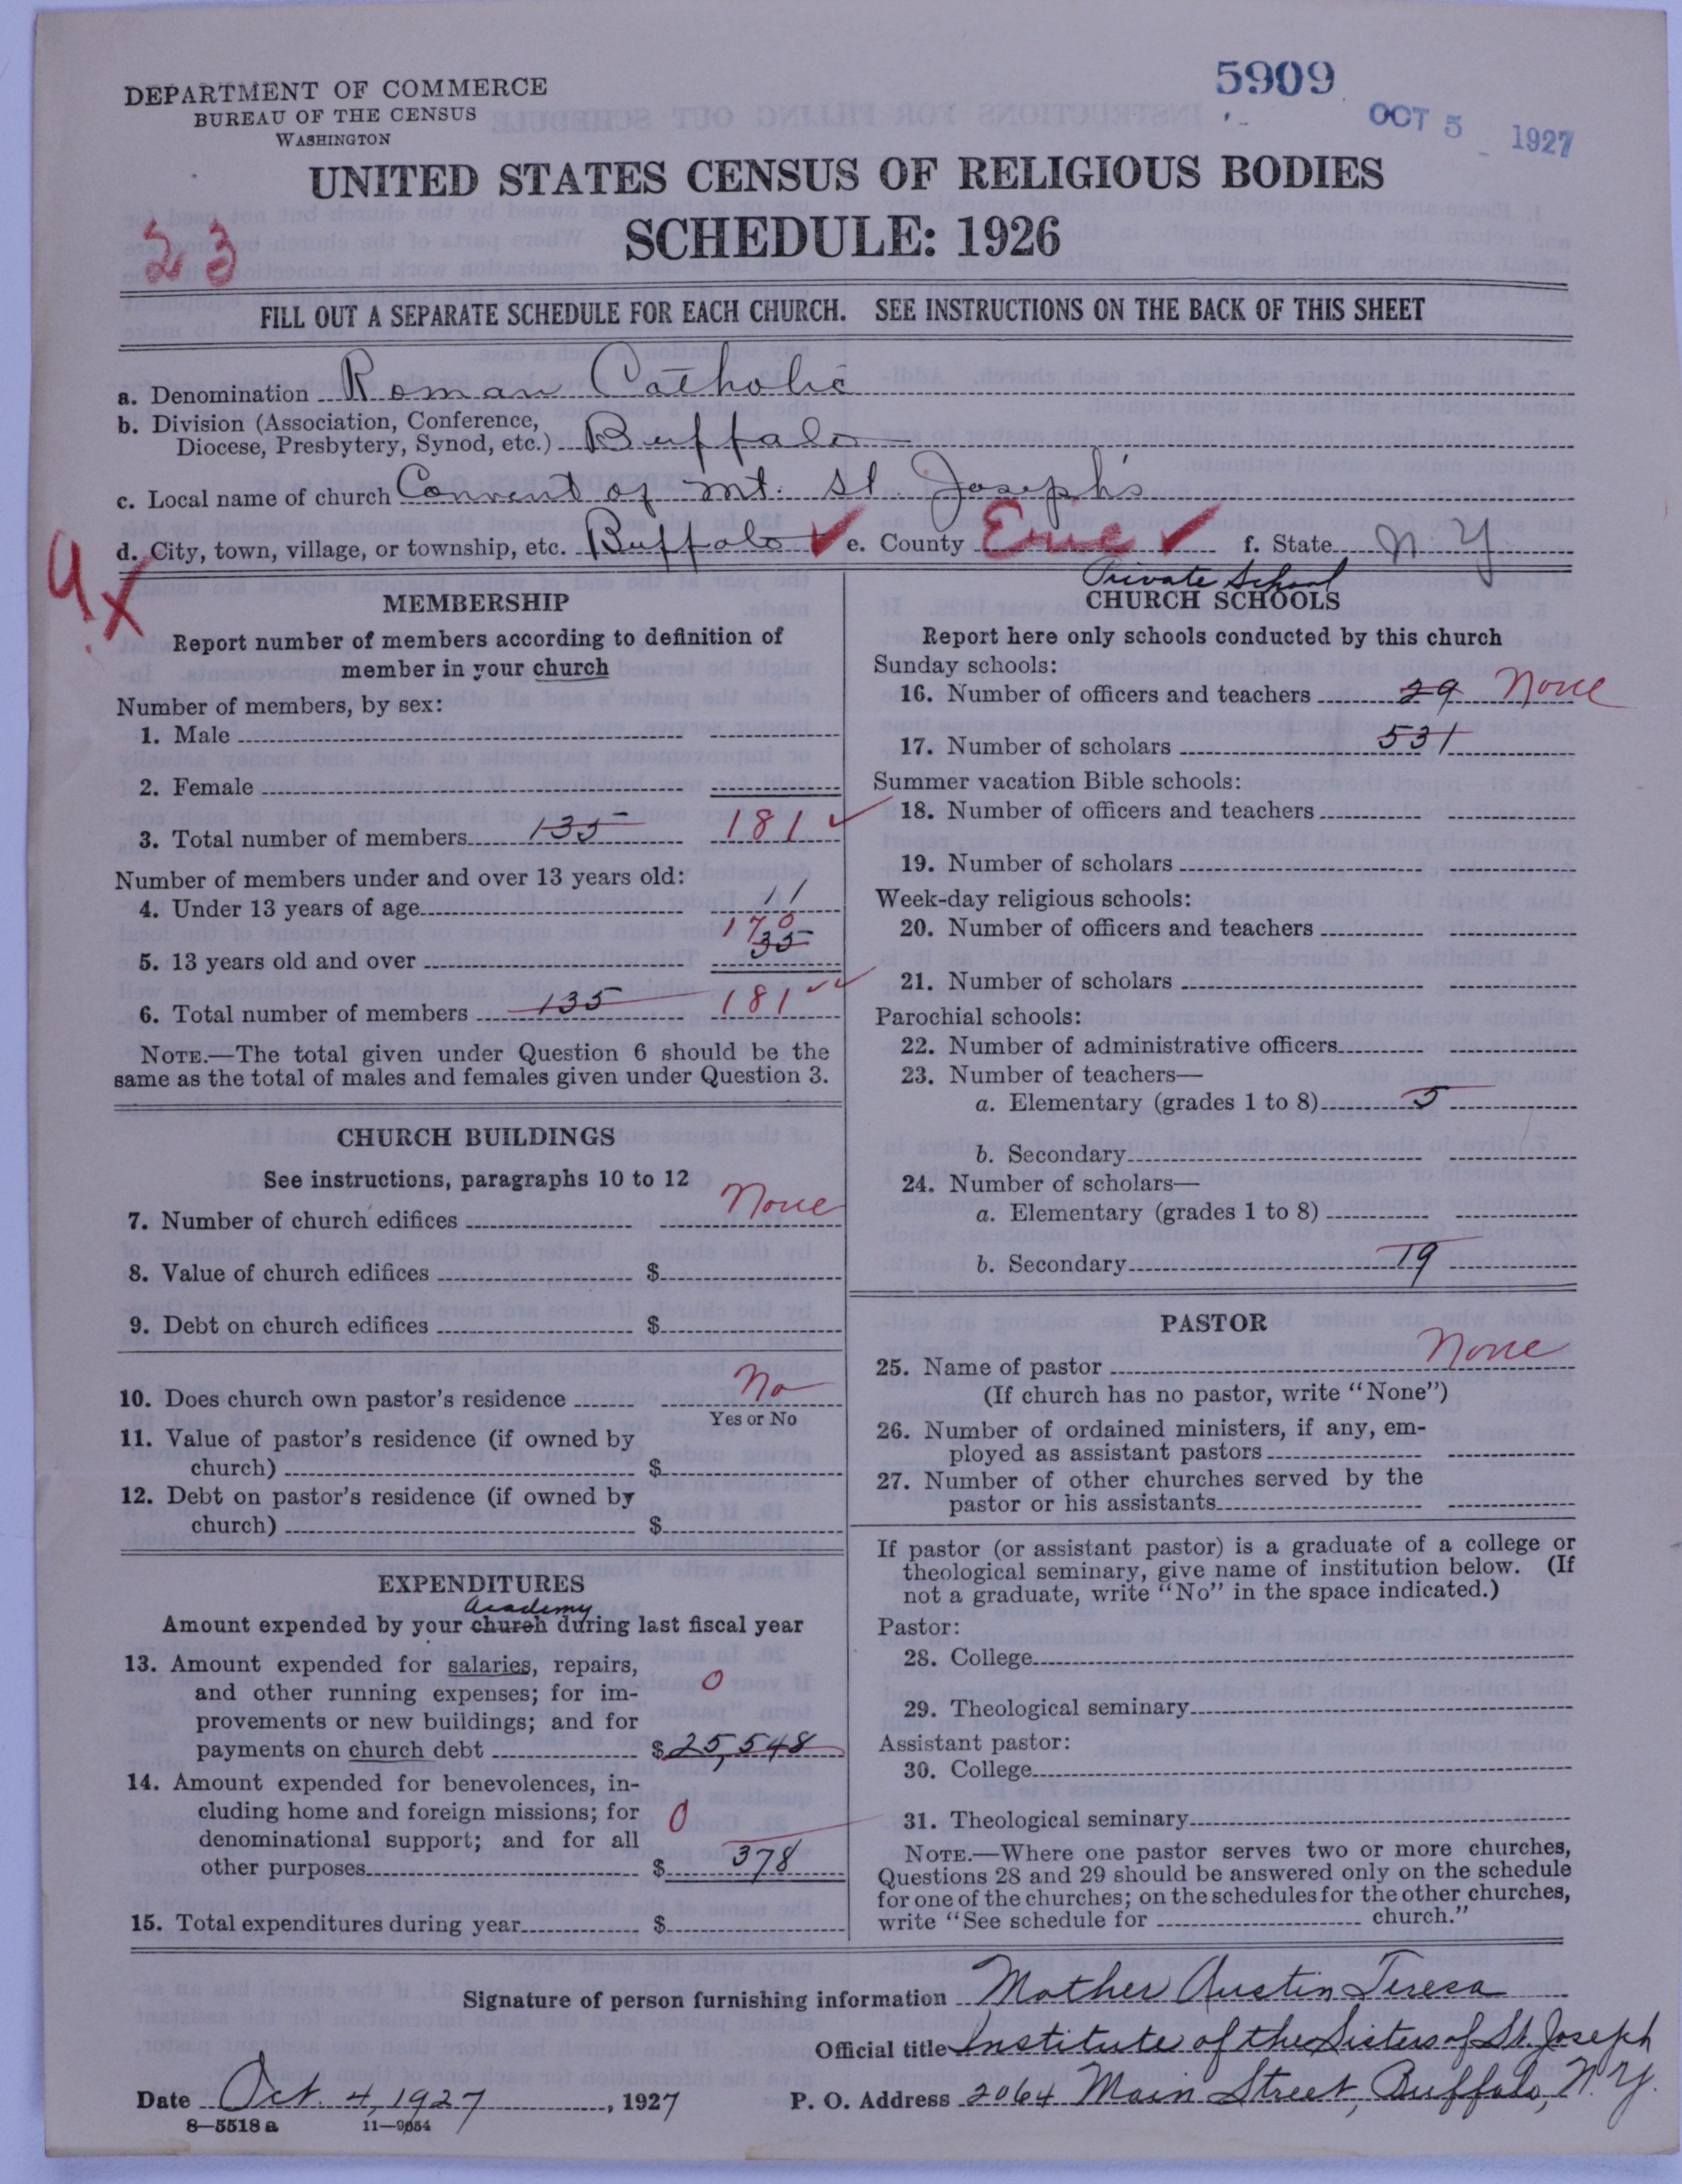 5909
OCT 5 1927
DEPARTMENT OF COMMERCE
BUREAU OF THE CENSUS
WASHINGTON
UNITED STATES CENSUS OF RELIGIOUS BODIES
SCHEDULE: 1926
23
FILL OUT A SEPARATE SCHEDULE FOR EACH CHURCH. SEE INSTRUCTIONS ON THE BACK OF THIS SHEET
a. Denomination Roman Catholic
b. Division (Association, Conference,
Diocese, Presbytery, Synod, etc.) Buffalo
c. Local name of church Convent of Mt. St Joseph's
d. City, town, village, or township, etc. Buffalo ✓ e. County Erie ✓ f. State N. Y.
9x
MEMBERSHIP
Report number of members according to definition of
member in your church
Number of members, by sex:
1. Male
2. Female
3. Total number of members 135 181 ✓
Number of members under and over 13 years old:
4. Under 13 years of age 11
170
5. 13 years old and over 35
6. Total number of members 135 181 ✓✓
NOTE.—The total given under Question 6 should be the
same as the total of males and females given under Question 3.
CHURCH BUILDINGS
See instructions, paragraphs 10 to 12
7. Number of church edifices None
8. Value of church edifices $
9. Debt on church edifices $
10. Does church own pastor's residence No
Yes or No
11. Value of pastor's residence (if owned by
church) $
12. Debt on pastor's residence (if owned by
church) $
EXPENDITURES
Academy
Amount expended by your church during last fiscal year
13. Amount expended for salaries, repairs,
and other running expenses; for im- 0
provements or new buildings; and for
payments on church debt $ 25,548
14. Amount expended for benevolences, in-
cluding home and foreign missions; for 0
denominational support; and for all
other purposes $ 378
15. Total expenditures during year $
Private School
CHURCH SCHOOLS
Report here only schools conducted by this church
Sunday schools:
16. Number of officers and teachers 29 None
17. Number of scholars 531
Summer vacation Bible schools:
18. Number of officers and teachers
19. Number of scholars
Week-day religious schools:
20. Number of officers and teachers
21. Number of scholars
Parochial schools:
22. Number of administrative officers
23. Number of teachers—
a. Elementary (grades 1 to 8) 5
b. Secondary
24. Number of scholars—
a. Elementary (grades 1 to 8)
b. Secondary 19
PASTOR
25. Name of pastor None
(If church has no pastor, write "None")
26. Number of ordained ministers, if any, em-
ployed as assistant pastors
27. Number of other churches served by the
pastor or his assistants
If pastor (or assistant pastor) is a graduate of a college or
theological seminary, give name of institution below. (If
not a graduate, write "No" in the space indicated.)
Pastor:
28. College
29. Theological seminary
Assistant pastor:
30. College
31. Theological seminary
NOTE.—Where one pastor serves two or more churches,
Questions 28 and 29 should be answered only on the schedule
for one of the churches; on the schedules for the other churches,
write "See schedule for church."
Signature of person furnishing information Mother Austin Teresa
Official title Institute of the Sisters of St. Joseph
Date Oct. 4, 1927, 1927 P. O. Address 2064 Main Street, Buffalo, N. Y.
8—5518 a 11—9054